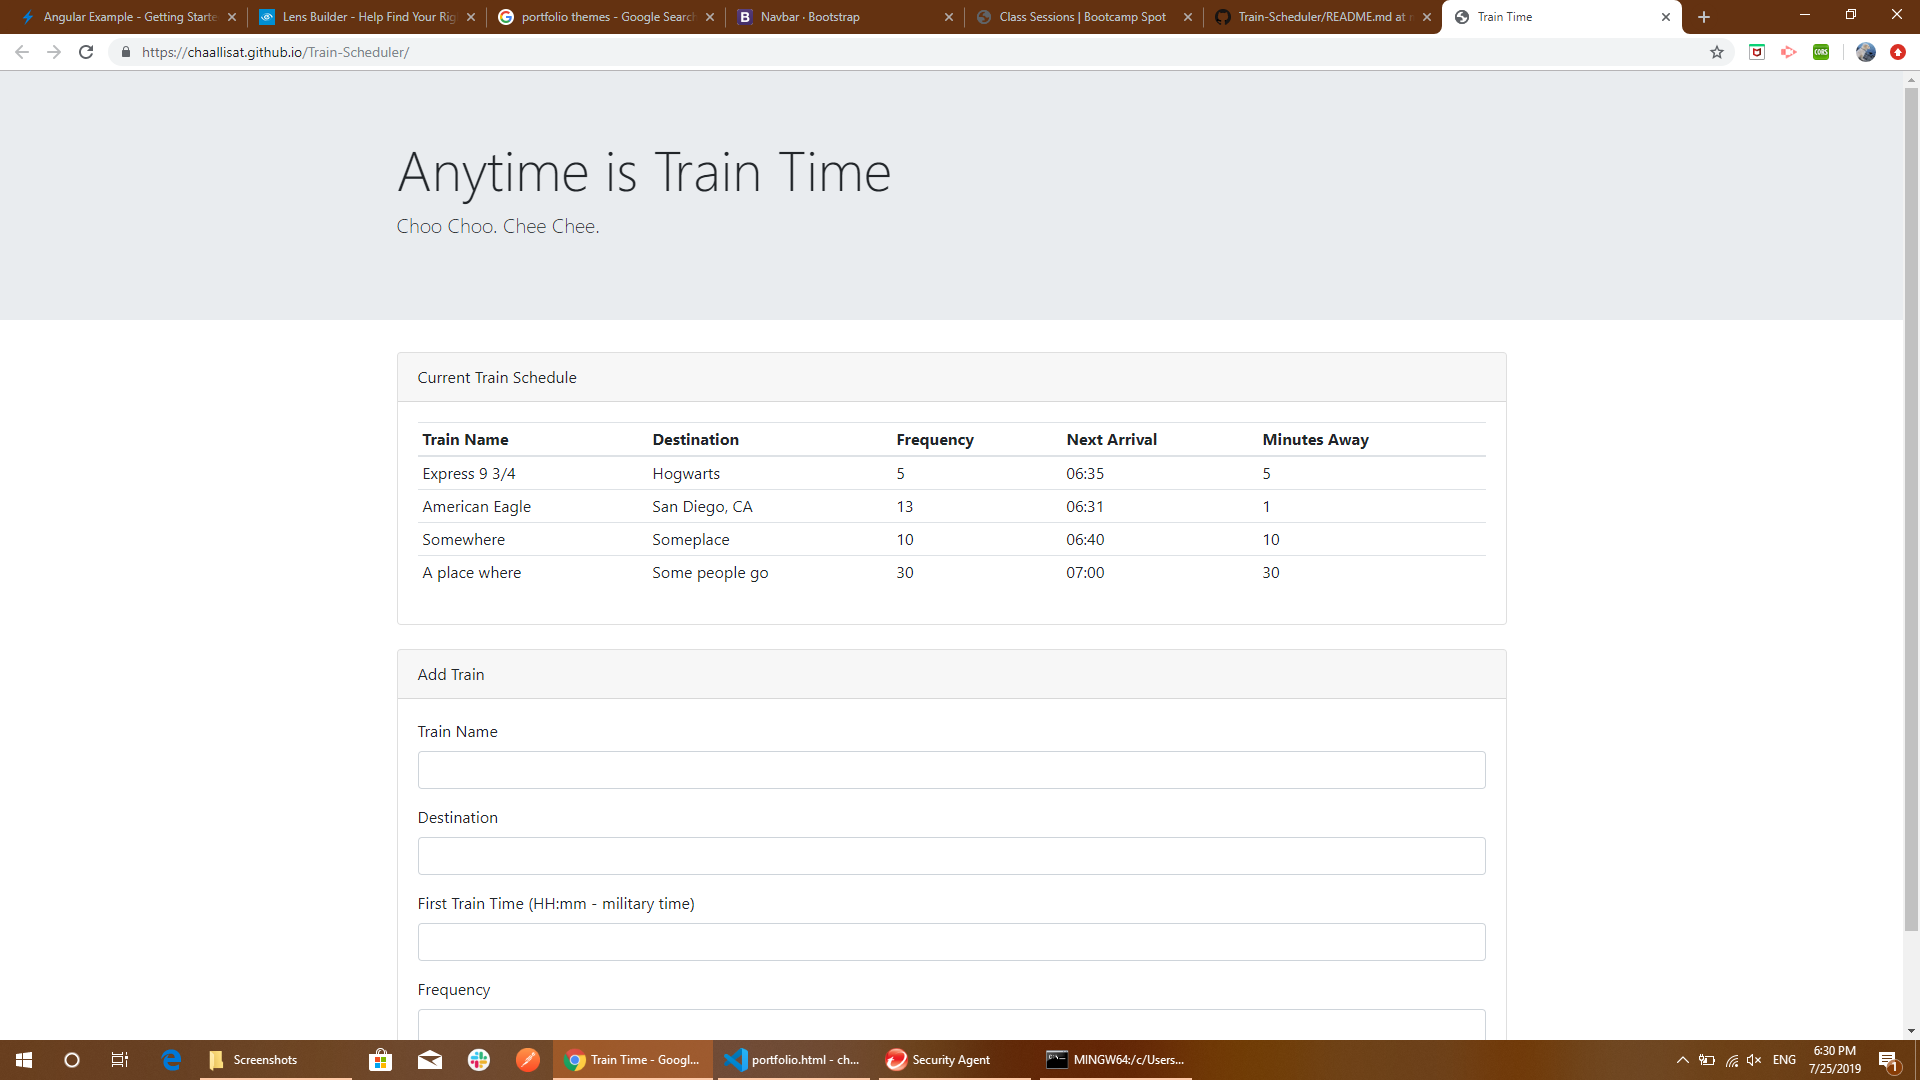 Angular Example - Getting Starte
Lens Builder - Help Find Your Rig
portfolio themes - Google Search
Navbar · Bootstrap
Class Sessions | Bootcamp Spot
Train-Scheduler/README.md at m
Train Time
https://chaallisat.github.io/Train-Scheduler/
CORS
Anytime is Train Time
Choo Choo. Chee Chee.
Current Train Schedule
Train Name Destination Frequency Next Arrival Minutes Away
Express 9 3/4 Hogwarts 5 06:35 5
American Eagle San Diego, CA 13 06:31 1
Somewhere Someplace 10 06:40 10
A place where Some people go 30 07:00 30
Add Train
Train Name
Destination
First Train Time (HH:mm - military time)
Frequency
Screenshots
Train Time - Googl...
portfolio.html - ch...
Security Agent
MINGW64:/c/Users...
ENG
6:30 PM
7/25/2019
1